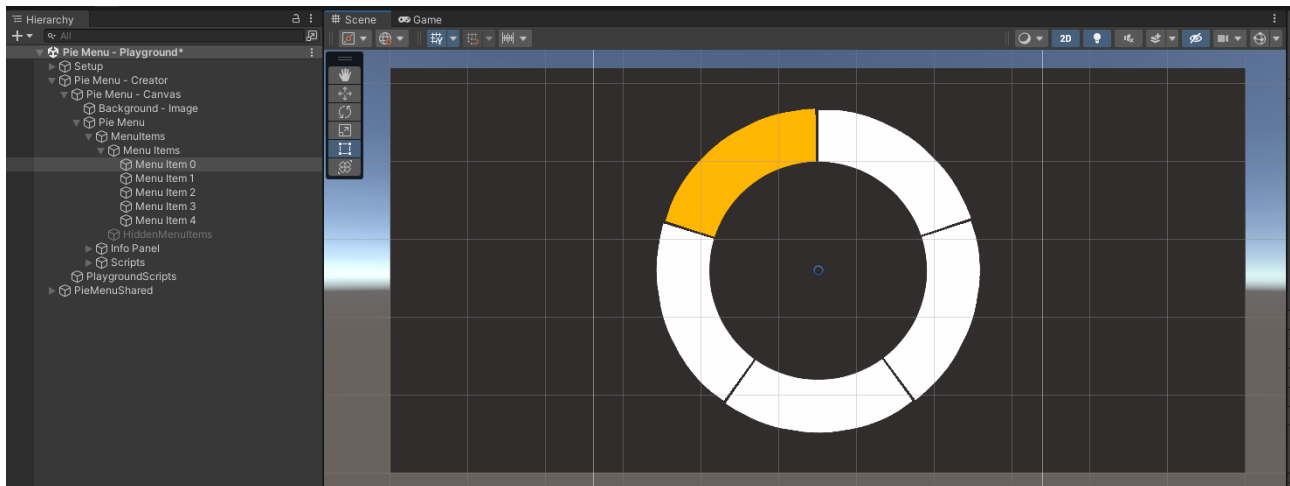 Hierarchy
Scene
Game
All
2D
Pie Menu - Playground*
Setup
Pie Menu - Creator
Pie Menu - Canvas
Background - Image
Pie Menu
MenuItems
Menu Items
Menu Item 0
Menu Item 1
Menu Item 2
Menu Item 3
Menu Item 4
HiddenMenuItems
Info Panel
Scripts
PlaygroundScripts
PieMenuShared